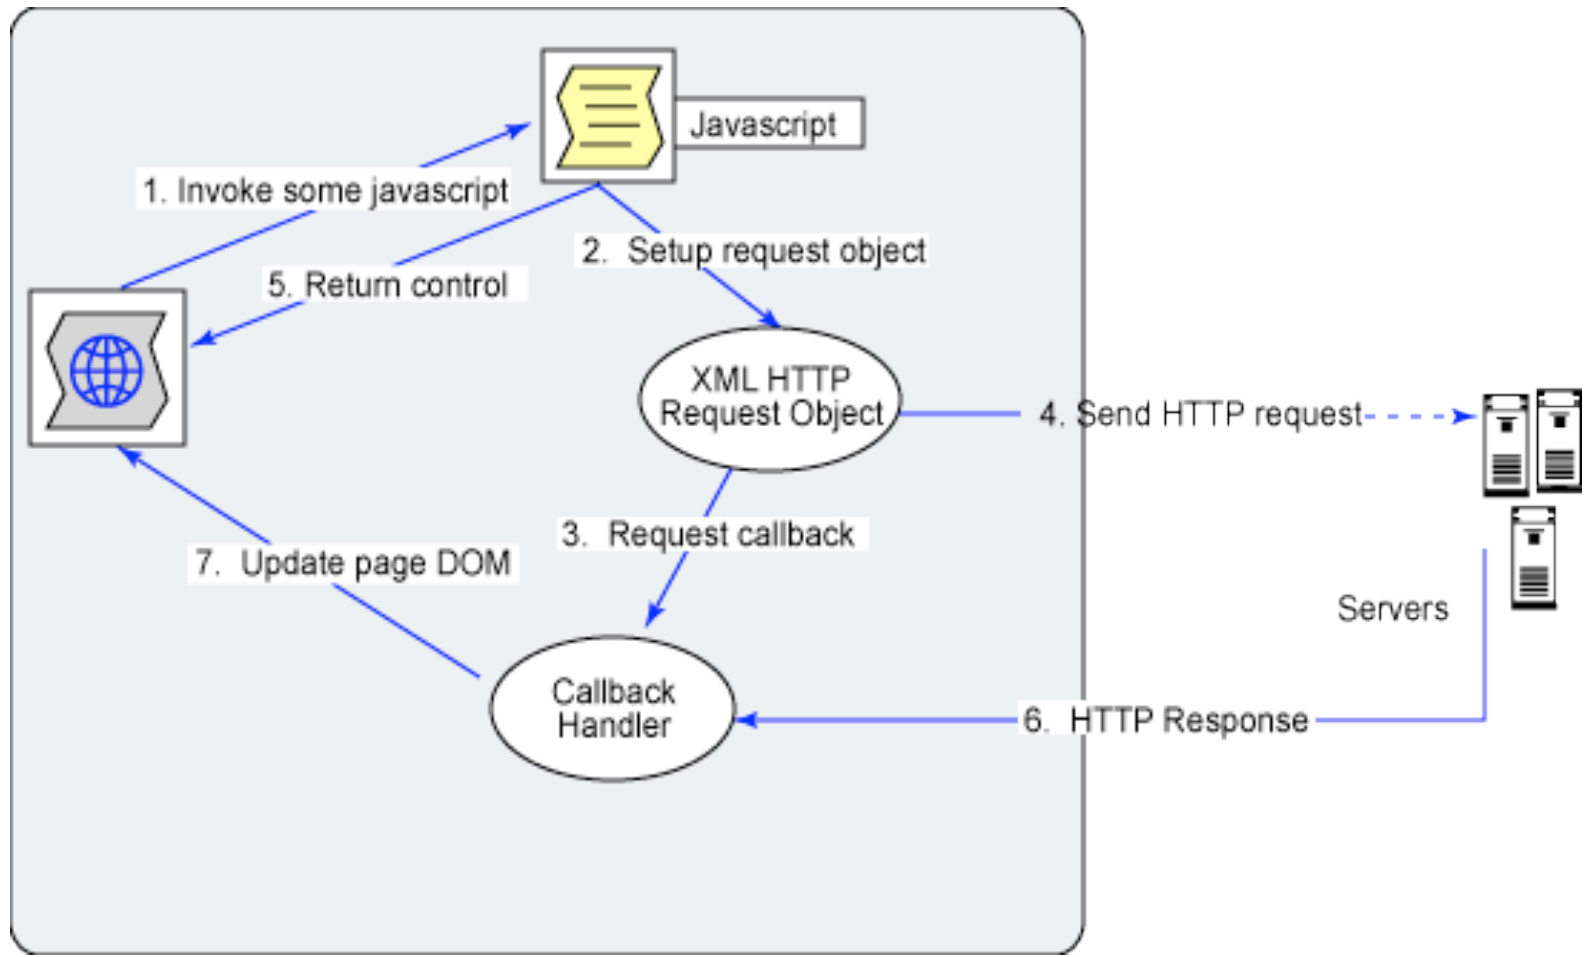 Javascript
1. Invoke some javascript
2. Setup request object
5. Return control
XML HTTP
Request Object
4. Send HTTP request
3. Request callback
7. Update page DOM
Servers
Callback
Handler
6. HTTP Response